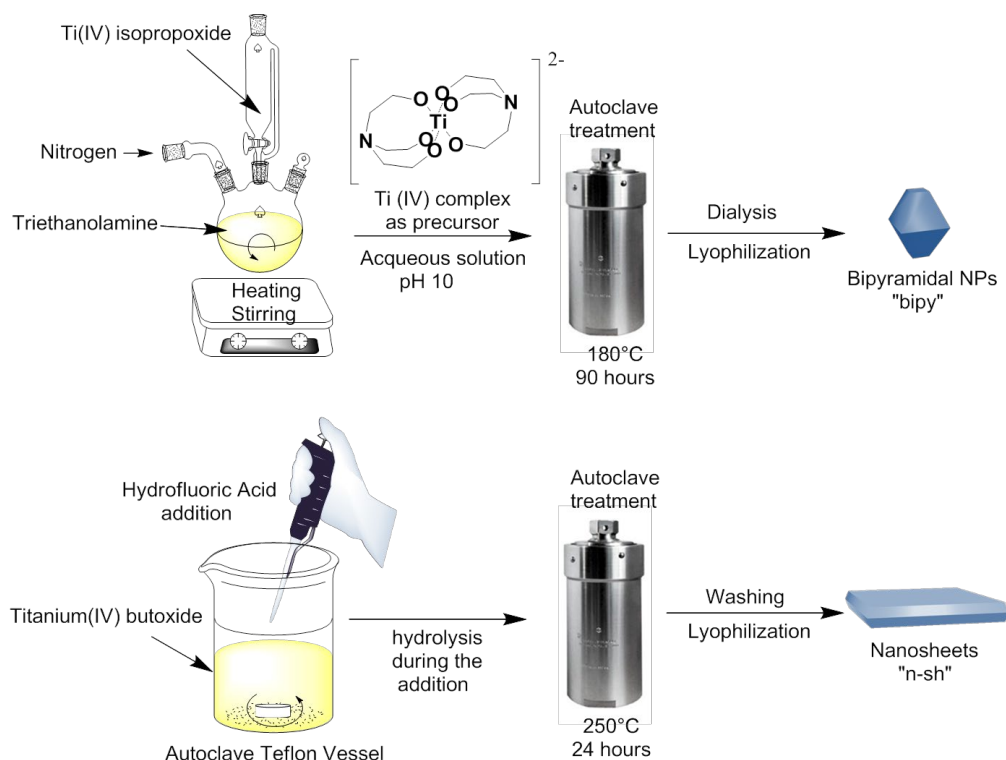 Ti(IV) isopropoxide
Nitrogen
Triethanolamine
Heating
Stirring
2-
O
O
O
N
Ti
N
O
O
O
Ti (IV) complex
as precursor
Acqueous solution
pH 10
Autoclave
treatment
180°C
90 hours
Dialysis
Lyophilization
Bipyramidal NPs
"bipy"
Hydrofluoric Acid
addition
Titanium(IV) butoxide
Autoclave Teflon Vessel
hydrolysis
during the
addition
Autoclave
treatment
250°C
24 hours
Washing
Lyophilization
Nanosheets
"n-sh"